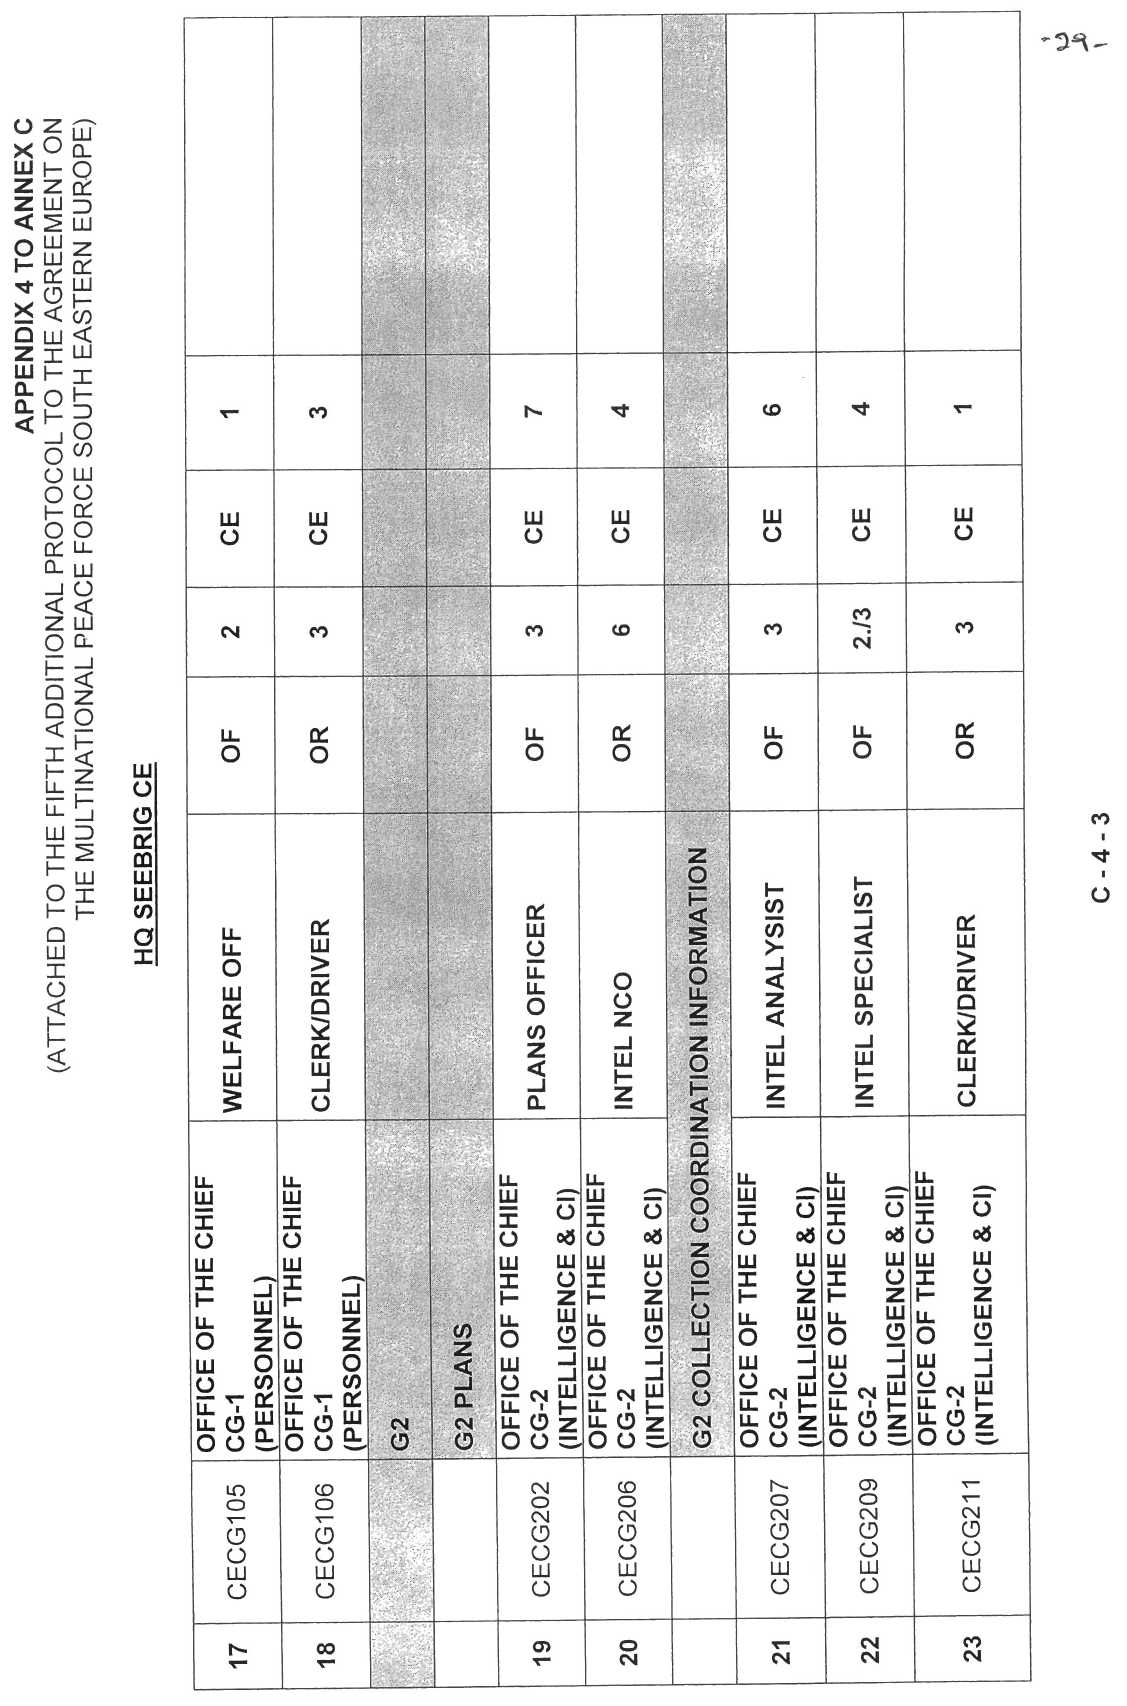 APPENDIX 4 TO ANNEX C
(ATTACHED TO THE FIFTH ADDITIONAL PROTOCOL TO THE AGREEMENT ON
THE MULTINATIONAL PEACE FORCE SOUTH EASTERN EUROPE)
HQ SEEBRIG CE
17 CECG105 OFFICE OF THE CHIEF
CG-1
(PERSONNEL) WELFARE OFF OF 2 CE 1
18 CECG106 OFFICE OF THE CHIEF
CG-1
(PERSONNEL) CLERK/DRIVER OR 3 CE 3
G2
G2 PLANS
19 CECG202 OFFICE OF THE CHIEF
CG-2
(INTELLIGENCE & CI) PLANS OFFICER OF 3 CE 7
20 CECG206 OFFICE OF THE CHIEF
CG-2
(INTELLIGENCE & CI) INTEL NCO OR 6 CE 4
G2 COLLECTION COORDINATION INFORMATION
21 CECG207 OFFICE OF THE CHIEF
CG-2
(INTELLIGENCE & CI) INTEL ANALYSIST OF 3 CE 6
22 CECG209 OFFICE OF THE CHIEF
CG-2
(INTELLIGENCE & CI) INTEL SPECIALIST OF 2./3 CE 4
23 CECG211 OFFICE OF THE CHIEF
CG-2
(INTELLIGENCE & CI) CLERK/DRIVER OR 3 CE 1
C - 4 - 3
-29-